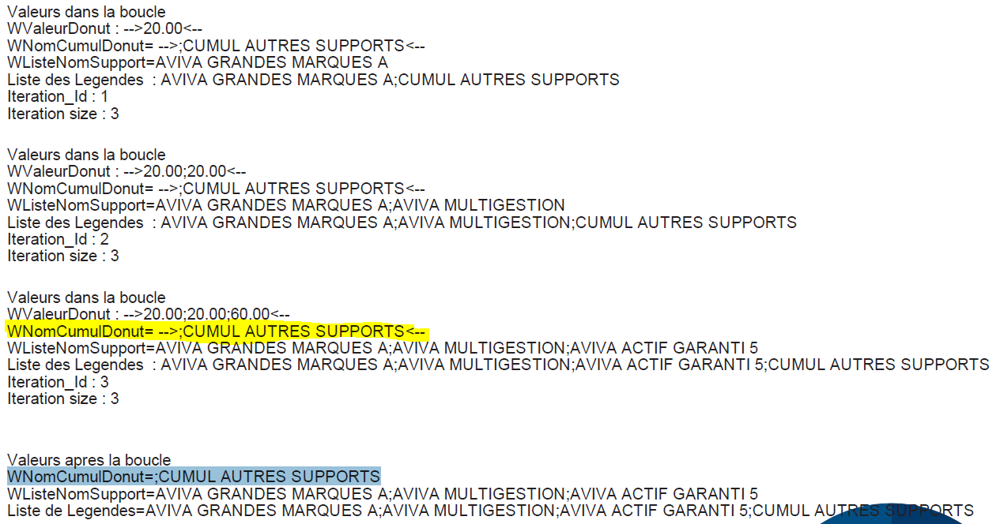 Valeurs dans la boucle
WValeurDonut : -->20.00<--
WNomCumulDonut= -->;CUMUL AUTRES SUPPORTS<--
WListeNomSupport=AVIVA GRANDES MARQUES A
Liste des Legendes  : AVIVA GRANDES MARQUES A;CUMUL AUTRES SUPPORTS
Iteration_Id : 1
Iteration size : 3
Valeurs dans la boucle
WValeurDonut : -->20.00;20.00<--
WNomCumulDonut= -->;CUMUL AUTRES SUPPORTS<--
WListeNomSupport=AVIVA GRANDES MARQUES A;AVIVA MULTIGESTION
Liste des Legendes  : AVIVA GRANDES MARQUES A;AVIVA MULTIGESTION;CUMUL AUTRES SUPPORTS
Iteration_Id : 2
Iteration size : 3
Valeurs dans la boucle
WValeurDonut : -->20.00;20.00;60.00<--
WNomCumulDonut= -->;CUMUL AUTRES SUPPORTS<--
WListeNomSupport=AVIVA GRANDES MARQUES A;AVIVA MULTIGESTION;AVIVA ACTIF GARANTI 5
Liste des Legendes  : AVIVA GRANDES MARQUES A;AVIVA MULTIGESTION;AVIVA ACTIF GARANTI 5;CUMUL AUTRES SUPPORTS
Iteration_Id : 3
Iteration size : 3
Valeurs apres la boucle
WNomCumulDonut=;CUMUL AUTRES SUPPORTS
WListeNomSupport=AVIVA GRANDES MARQUES A;AVIVA MULTIGESTION;AVIVA ACTIF GARANTI 5
Liste de Legendes=AVIVA GRANDES MARQUES A;AVIVA MULTIGESTION;AVIVA ACTIF GARANTI 5;CUMUL AUTRES SUPPORTS